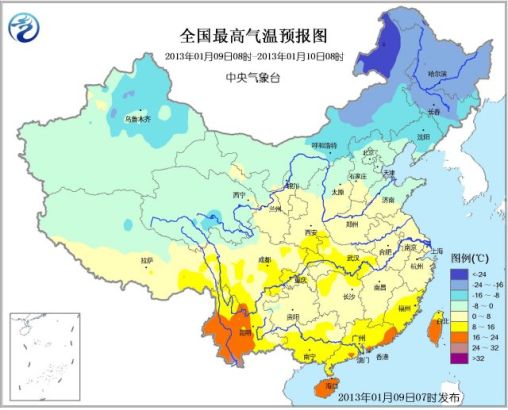 全国最高气温预报图
2013年01月09日08时—2013年01月10日08时
中央气象台
哈尔滨
长春
乌鲁木齐
沈阳
呼和浩特
北京
天津
石家庄
银川
太原
济南
西宁
兰州
郑州
西安
合肥
南京
上海
拉萨
成都
武汉
杭州
重庆
南昌
长沙
贵阳
福州
昆明
台北
广州
南宁
澳门
香港
海口
图例(℃)
<-24
-24 ~ -16
-16 ~ -8
-8 ~ 0
0 ~ 8
8 ~ 16
16 ~ 24
24 ~ 32
>32
2013年01月09日07时发布